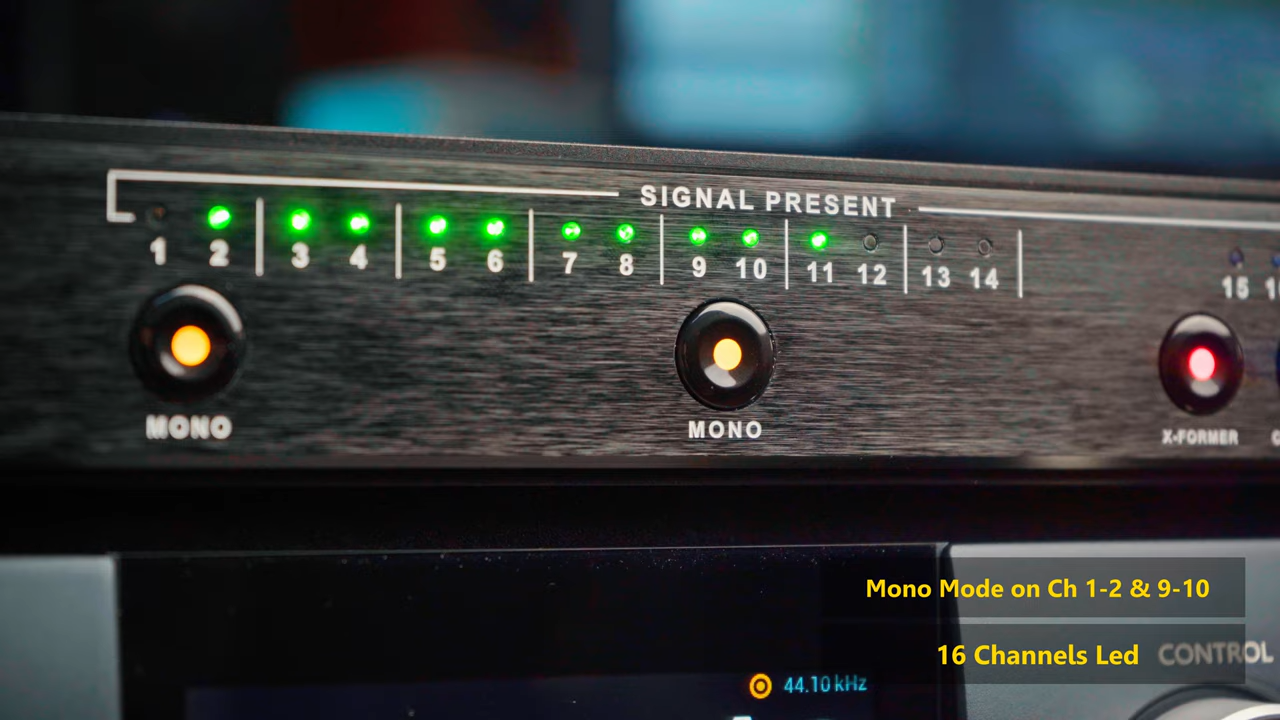 SIGNAL PRESENT
1 2 3 4 5 6 7 8 9 10 11 12 13 14 15
MONO MONO X-FORMER
Mono Mode on Ch 1-2 & 9-10
16 Channels Led CONTROL
44.10 kHz